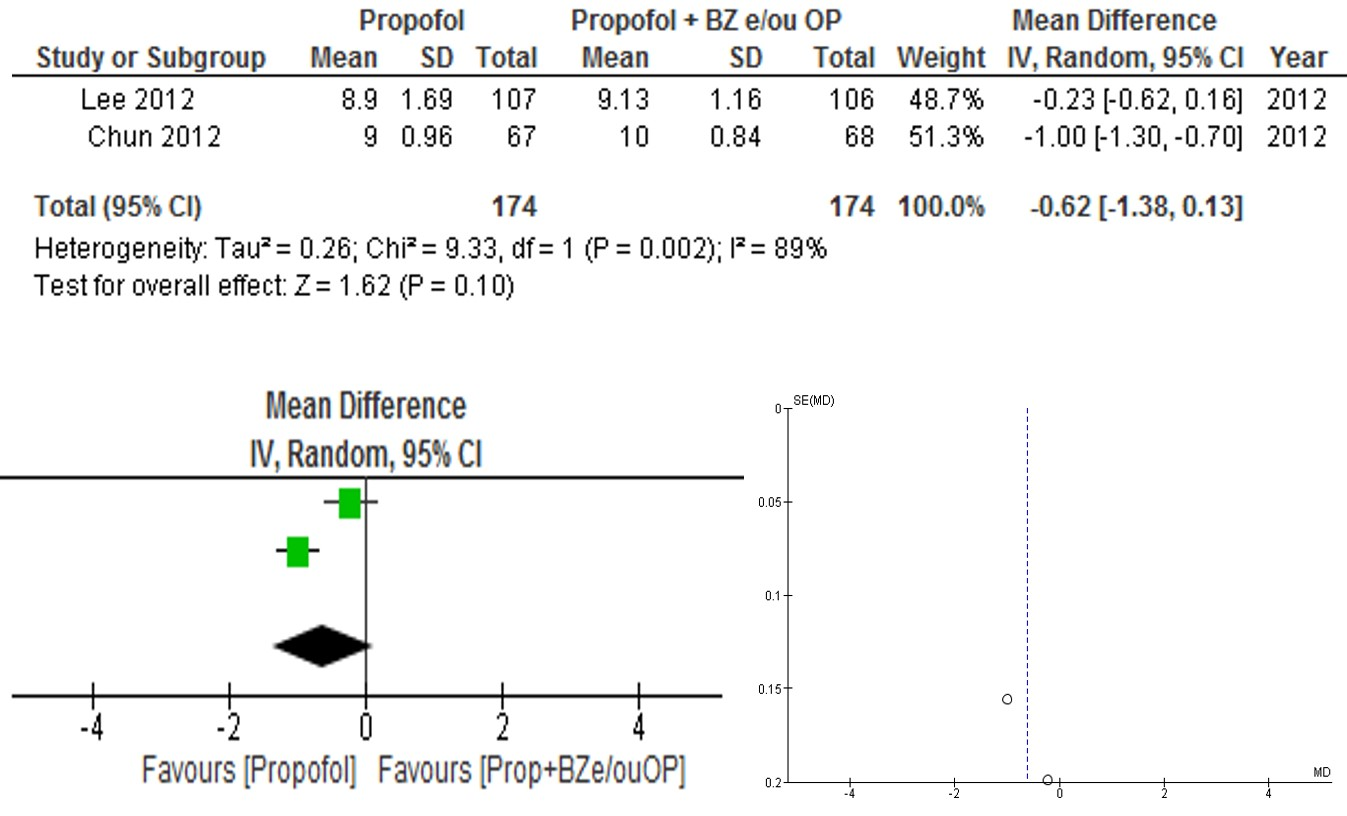 Propofol Propofol + BZ e/ou OP Mean Difference
Study or Subgroup Mean SD Total Mean SD Total Weight IV, Random, 95% CI Year
Lee 2012 8.9 1.69 107 9.13 1.16 106 48.7% -0.23 [-0.62, 0.16] 2012
Chun 2012 9 0.96 67 10 0.84 68 51.3% -1.00 [-1.30, -0.70] 2012
Total (95% CI) 174 174 100.0% -0.62 [-1.38, 0.13]
Heterogeneity: Tau² = 0.26; Chi² = 9.33, df = 1 (P = 0.002); I² = 89%
Test for overall effect: Z = 1.62 (P = 0.10)
Mean Difference
IV, Random, 95% CI
-4 -2 0 2 4
Favours [Propofol] Favours [Prop+BZe/ouOP]
SE(MD)
0
0.05
0.1
0.15
0.2
MD
-4 -2 0 2 4